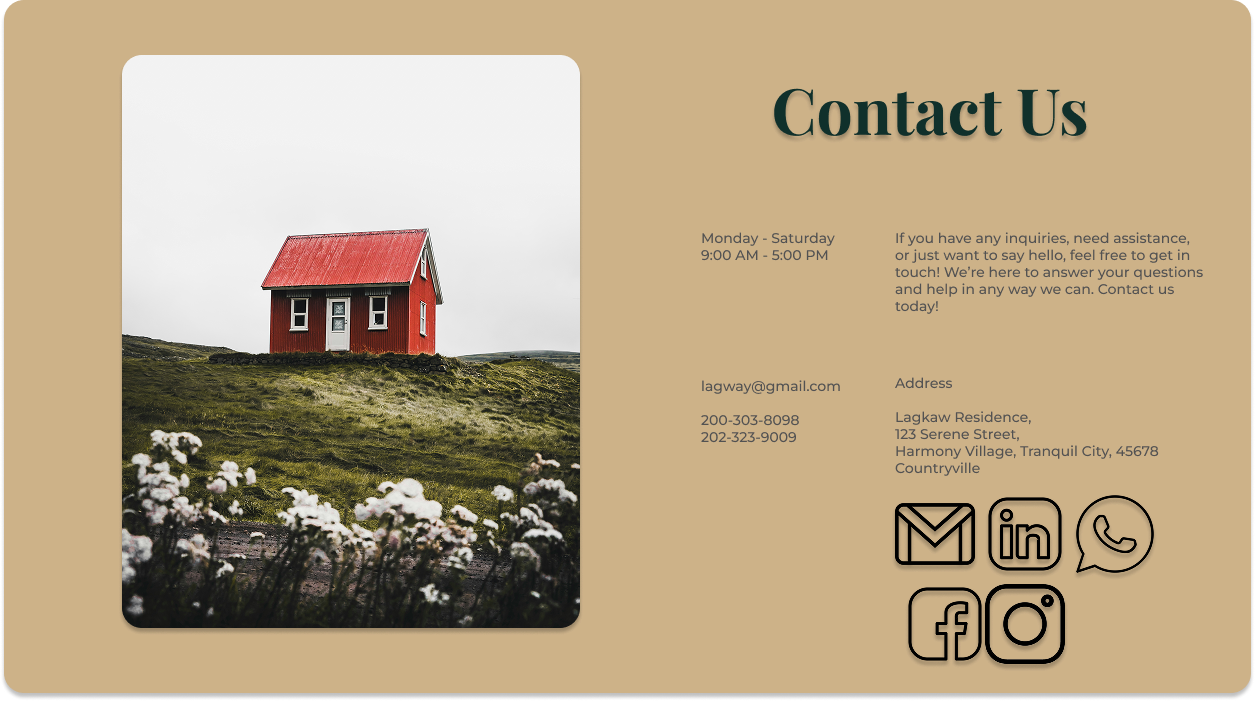 Contact Us
Monday - Saturday
9:00 AM - 5:00 PM
If you have any inquiries, need assistance,
or just want to say hello, feel free to get in
touch! We’re here to answer your questions
and help in any way we can. Contact us
today!
lagway@gmail.com
200-303-8098
202-323-9009
Address
Lagkaw Residence,
123 Serene Street,
Harmony Village, Tranquil City, 45678
Countryville
in
f